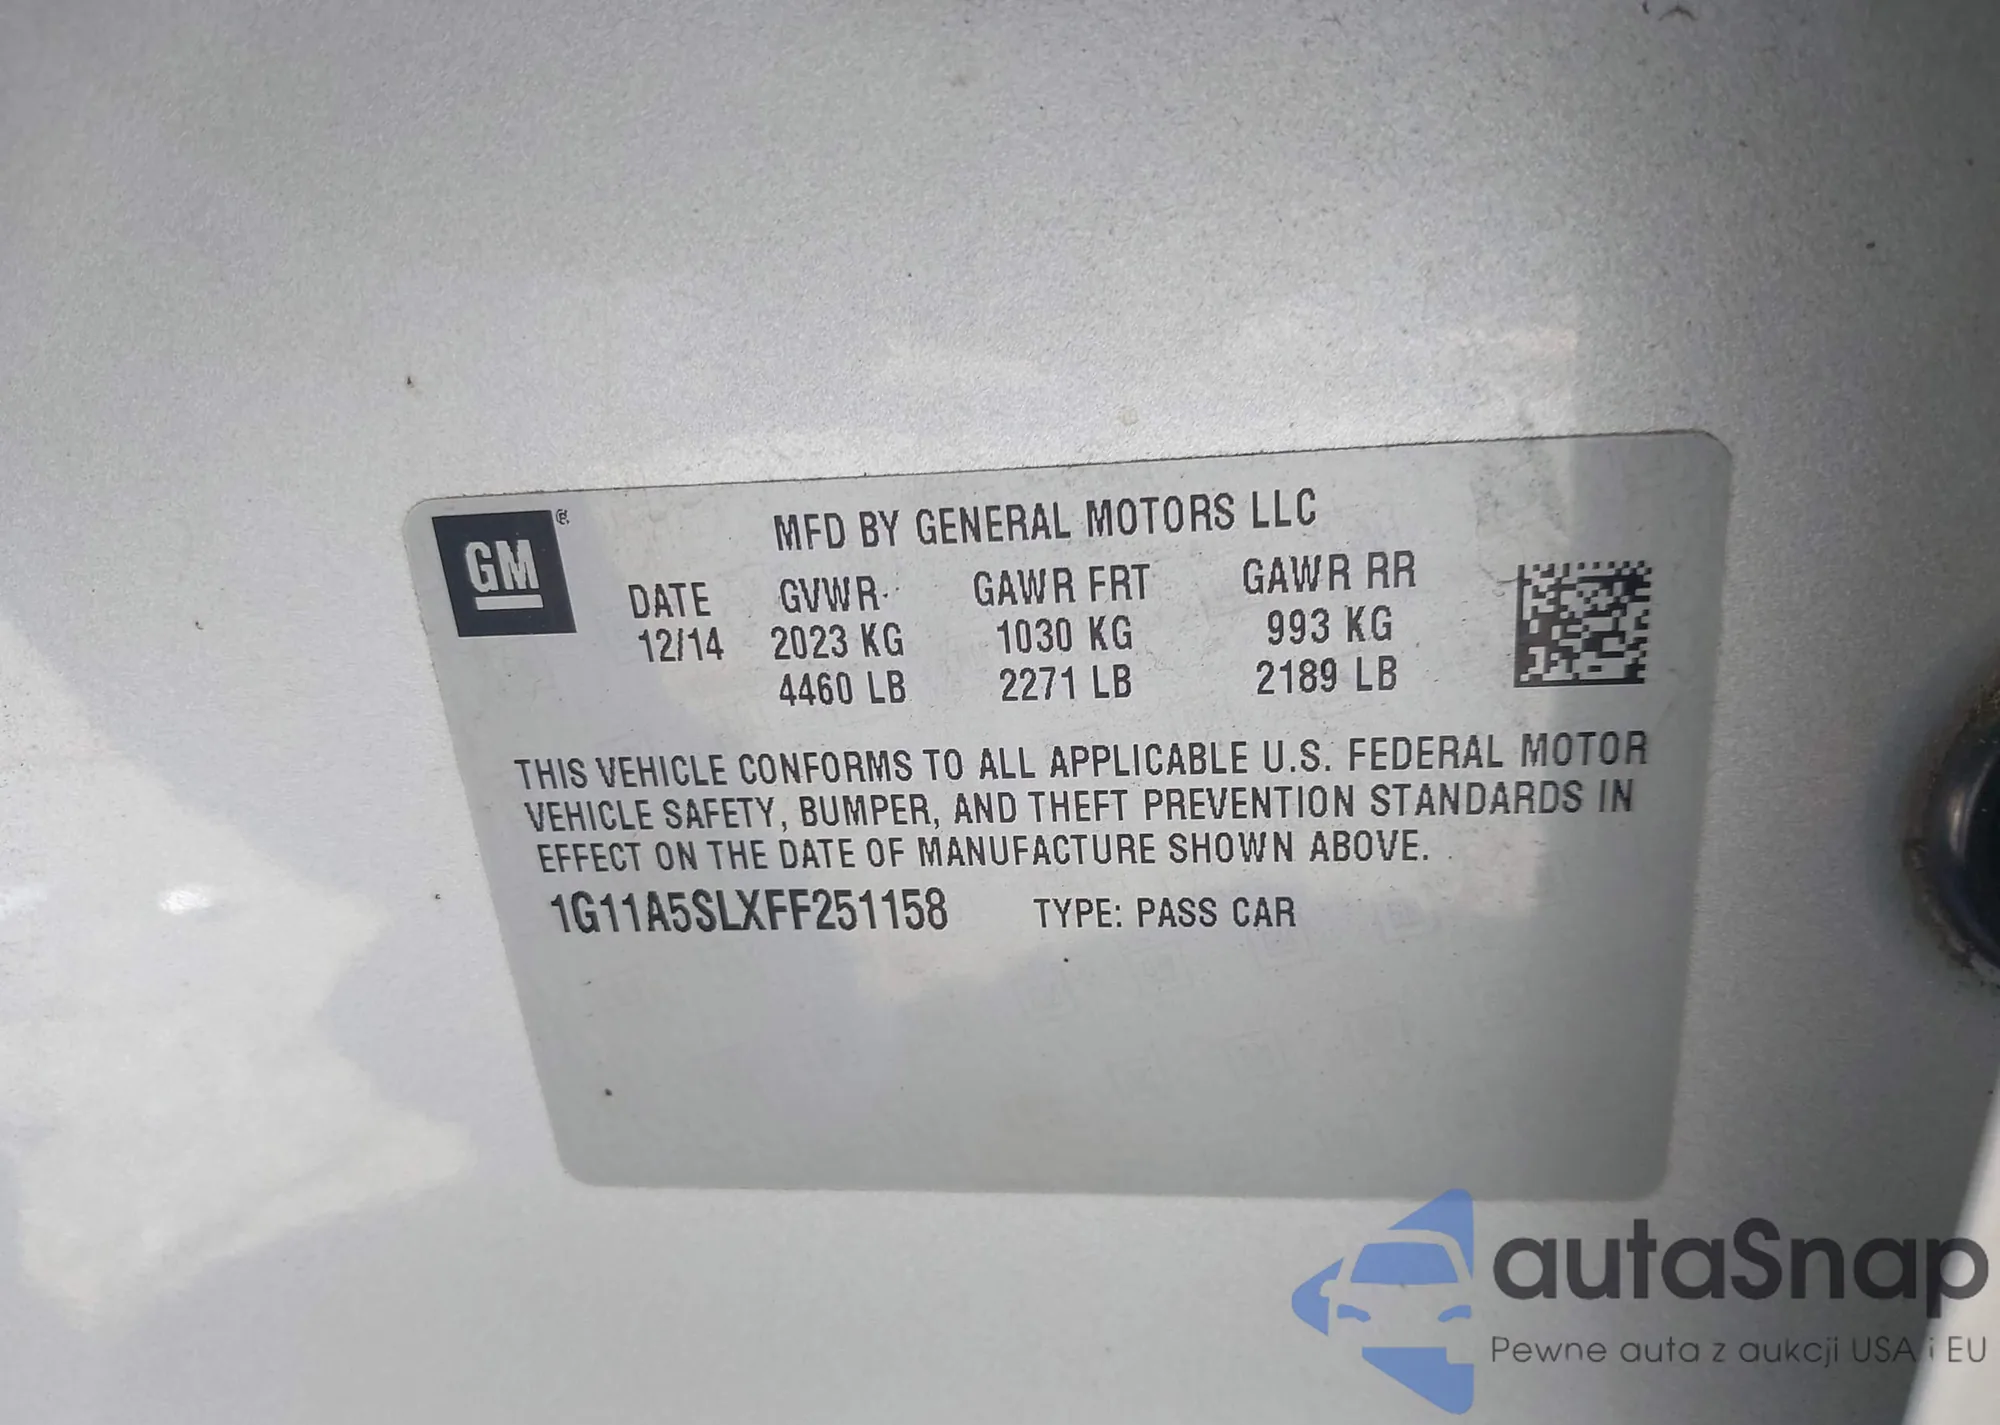 GM
MFD BY GENERAL MOTORS LLC
DATE GVWR GAWR FRT GAWR RR
12/14 2023 KG 1030 KG 993 KG
4460 LB 2271 LB 2189 LB
THIS VEHICLE CONFORMS TO ALL APPLICABLE U.S. FEDERAL MOTOR
VEHICLE SAFETY, BUMPER, AND THEFT PREVENTION STANDARDS IN
EFFECT ON THE DATE OF MANUFACTURE SHOWN ABOVE.
1G11A5SLXFF251158 TYPE: PASS CAR
autaSnap
Pewne auta z aukcji USA i EU